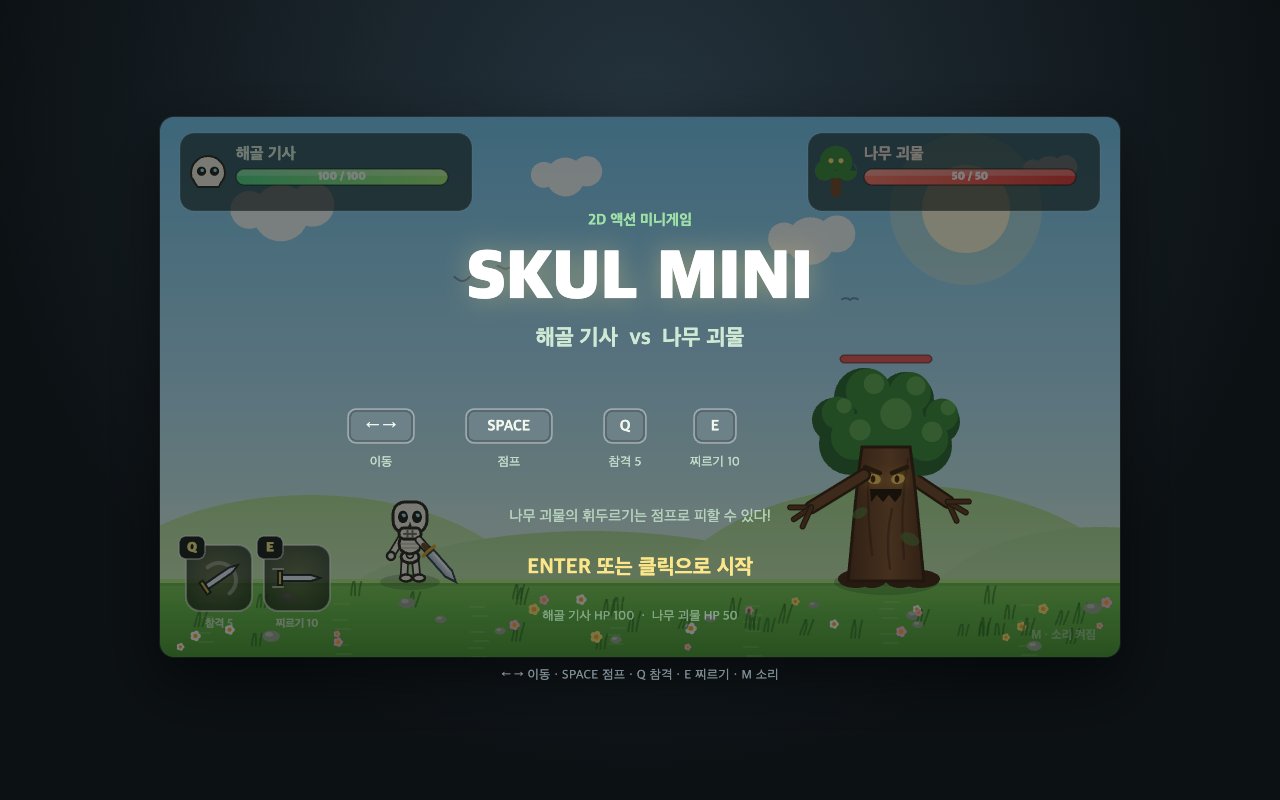 해골 기사
100 / 100
나무 괴물
50 / 50
2D 액션 미니게임
SKUL MINI
해골 기사 vs 나무 괴물
←→ SPACE Q E
이동 점프 참격 5 찌르기 10
나무 괴물의 휘두르기는 점프로 피할 수 있다!
Q E
ENTER 또는 클릭으로 시작
해골 기사 HP 100 · 나무 괴물 HP 50
참격 5 찌르기 10
M · 소리 켜짐
←→ 이동 · SPACE 점프 · Q 참격 · E 찌르기 · M 소리